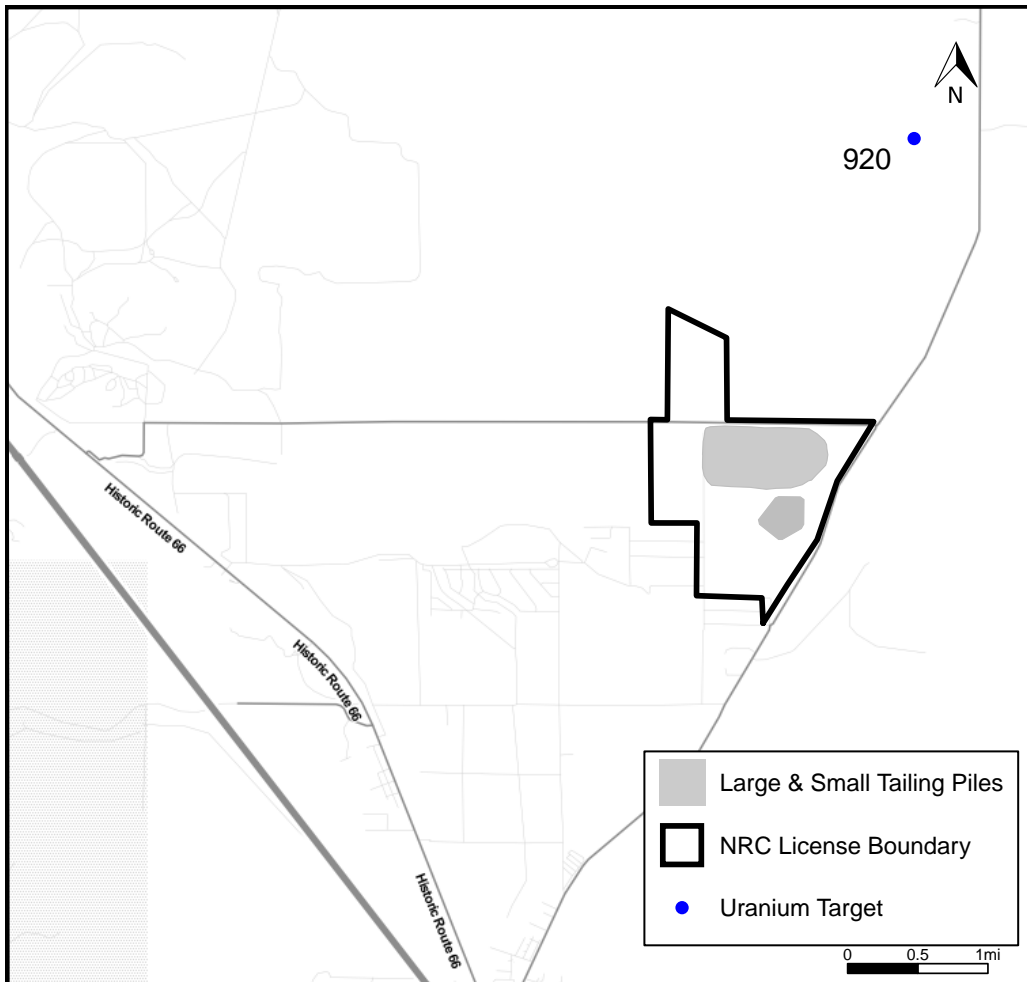 N
920
Historic Route 66
Historic Route 66
Historic Route 66
Large & Small Tailing Piles
NRC License Boundary
Uranium Target
0 0.5 1mi